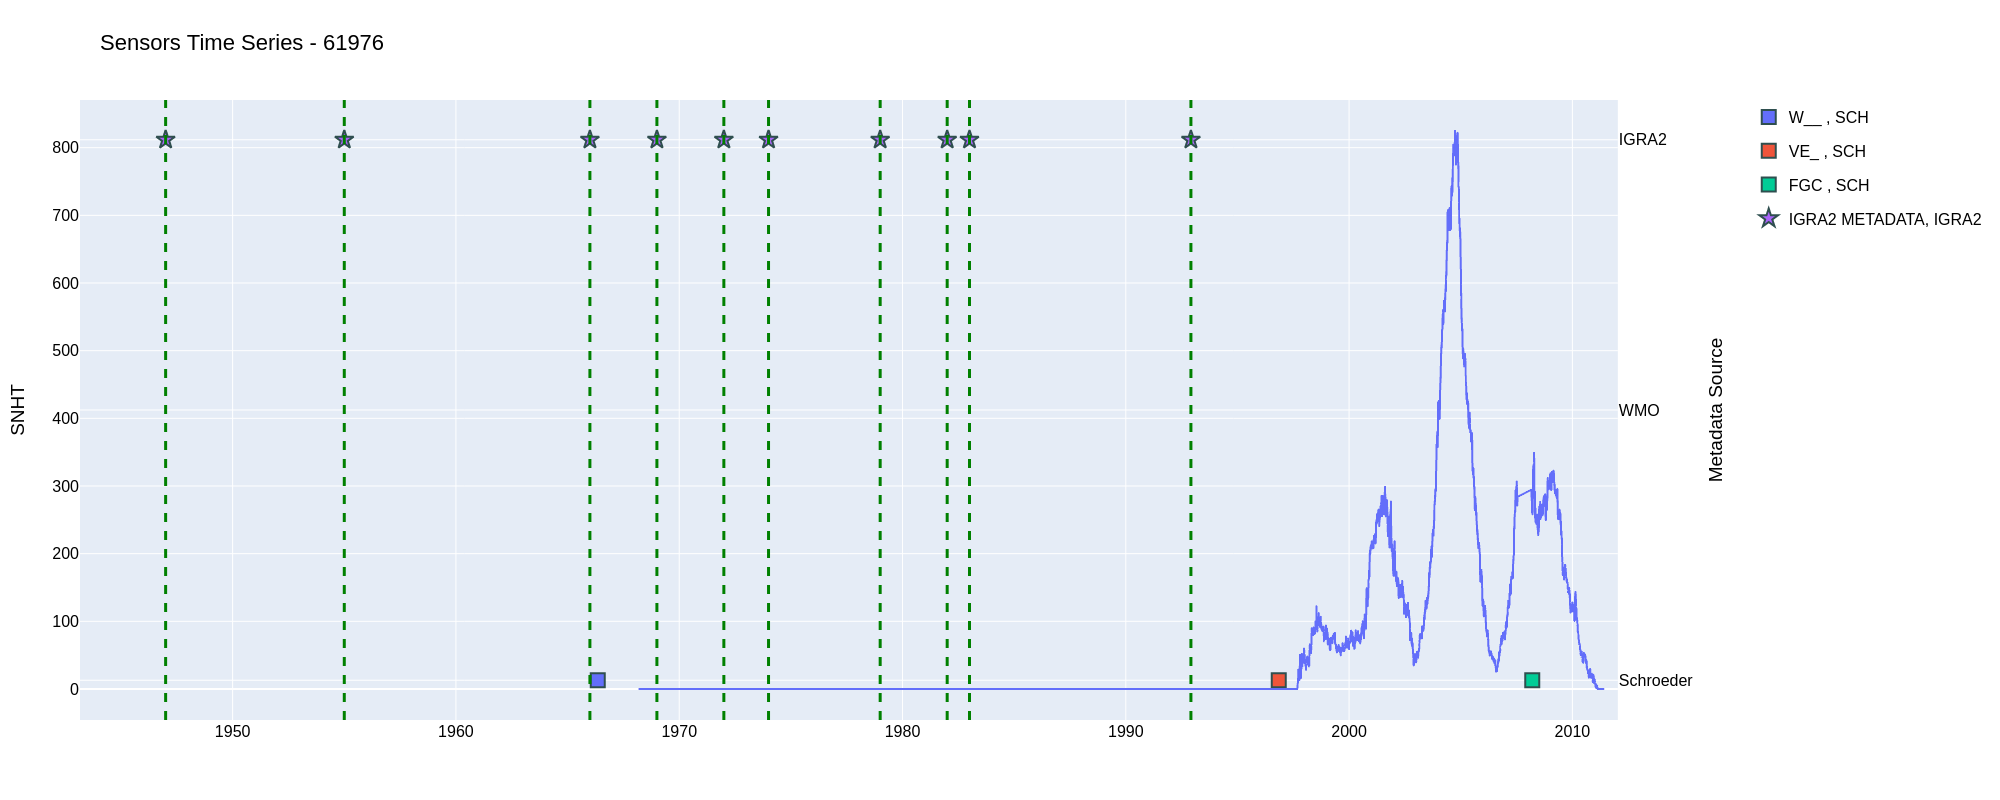 Sensors Time Series - 61976
SNHT
800
700
600
500
400
300
200
100
0
1950
1960
1970
1980
1990
2000
2010
IGRA2
WMO
Schroeder
Metadata Source
W__ , SCH
VE_ , SCH
FGC , SCH
IGRA2 METADATA, IGRA2